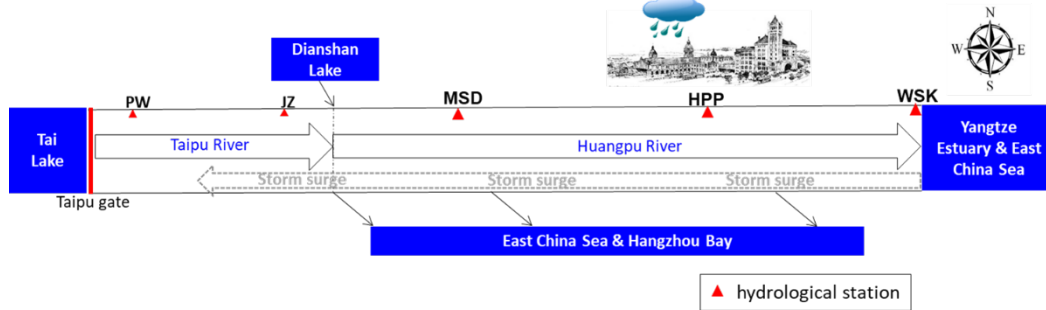 Dianshan
Lake
N
W
E
S
PW
JZ
MSD
HPP
WSK
Tai
Lake
Taipu River
Huangpu River
Yangtze
Estuary & East
China Sea
Storm surge
Storm surge
Storm surge
Taipu gate
East China Sea & Hangzhou Bay
hydrological station